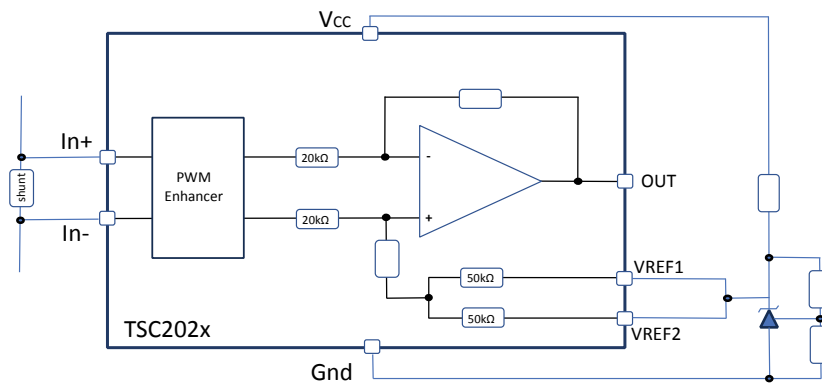 Vcc
In+
shunt
In-
PWM
Enhancer
20kΩ
20kΩ
-
+
OUT
50kΩ
VREF1
50kΩ
VREF2
TSC202x
Gnd